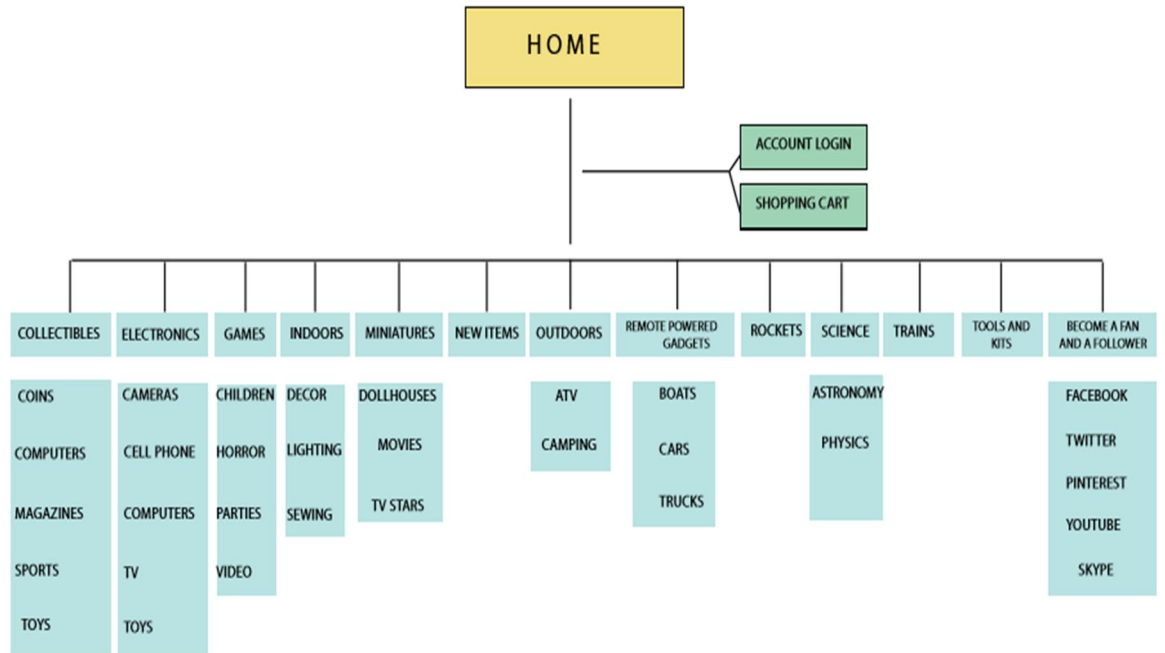 HOME
ACCOUNT LOGIN
SHOPPING CART
COLLECTIBLES
ELECTRONICS
GAMES
INDOORS
MINIATURES
NEW ITEMS
OUTDOORS
REMOTE POWERED
GADGETS
ROCKETS
SCIENCE
TRAINS
TOOLS AND
KITS
BECOME A FAN
AND A FOLLOWER
COINS
COMPUTERS
MAGAZINES
SPORTS
TOYS
CAMERAS
CELL PHONE
COMPUTERS
TV
TOYS
CHILDREN
HORROR
PARTIES
VIDEO
DECOR
LIGHTING
SEWING
DOLLHOUSES
MOVIES
TV STARS
ATV
CAMPING
BOATS
CARS
TRUCKS
ASTRONOMY
PHYSICS
FACEBOOK
TWITTER
PINTEREST
YOUTUBE
SKYPE